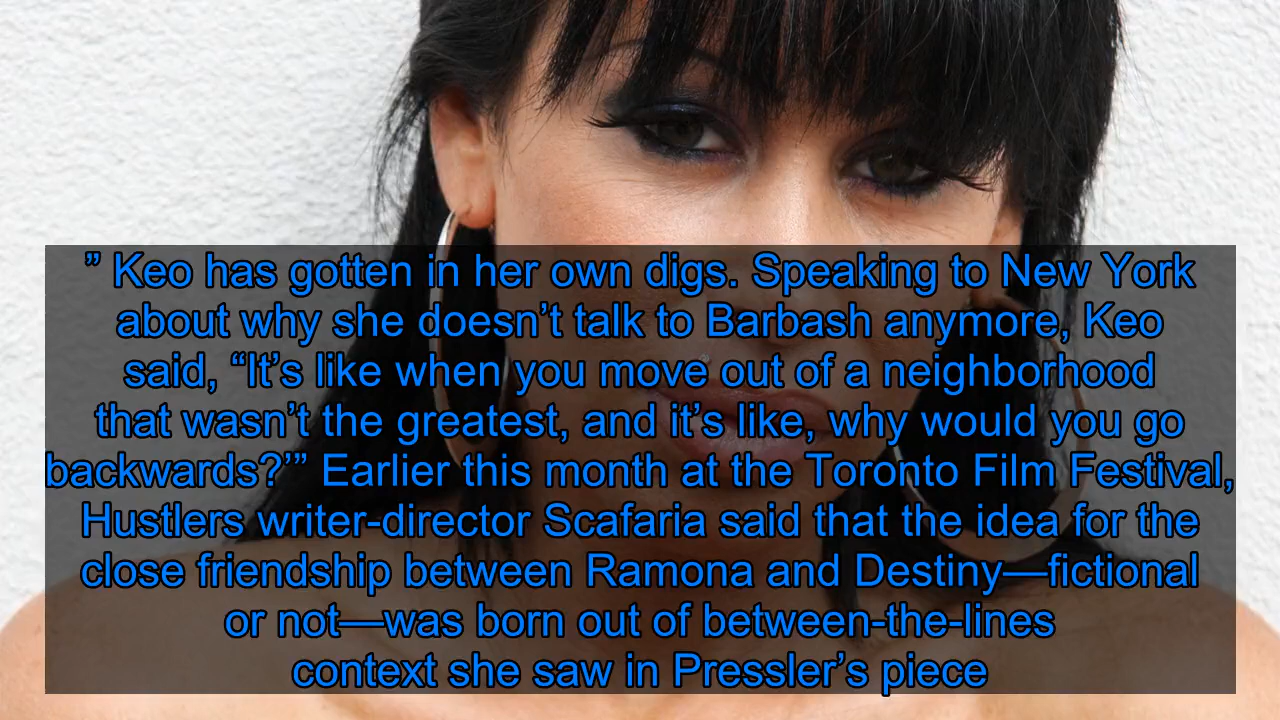 ” Keo has gotten in her own digs. Speaking to New York
about why she doesn’t talk to Barbash anymore, Keo
said, “It’s like when you move out of a neighborhood
that wasn’t the greatest, and it’s like, why would you go
backwards?’” Earlier this month at the Toronto Film Festival,
Hustlers writer-director Scafaria said that the idea for the
close friendship between Ramona and Destiny—fictional
or not—was born out of between-the-lines
context she saw in Pressler’s piece